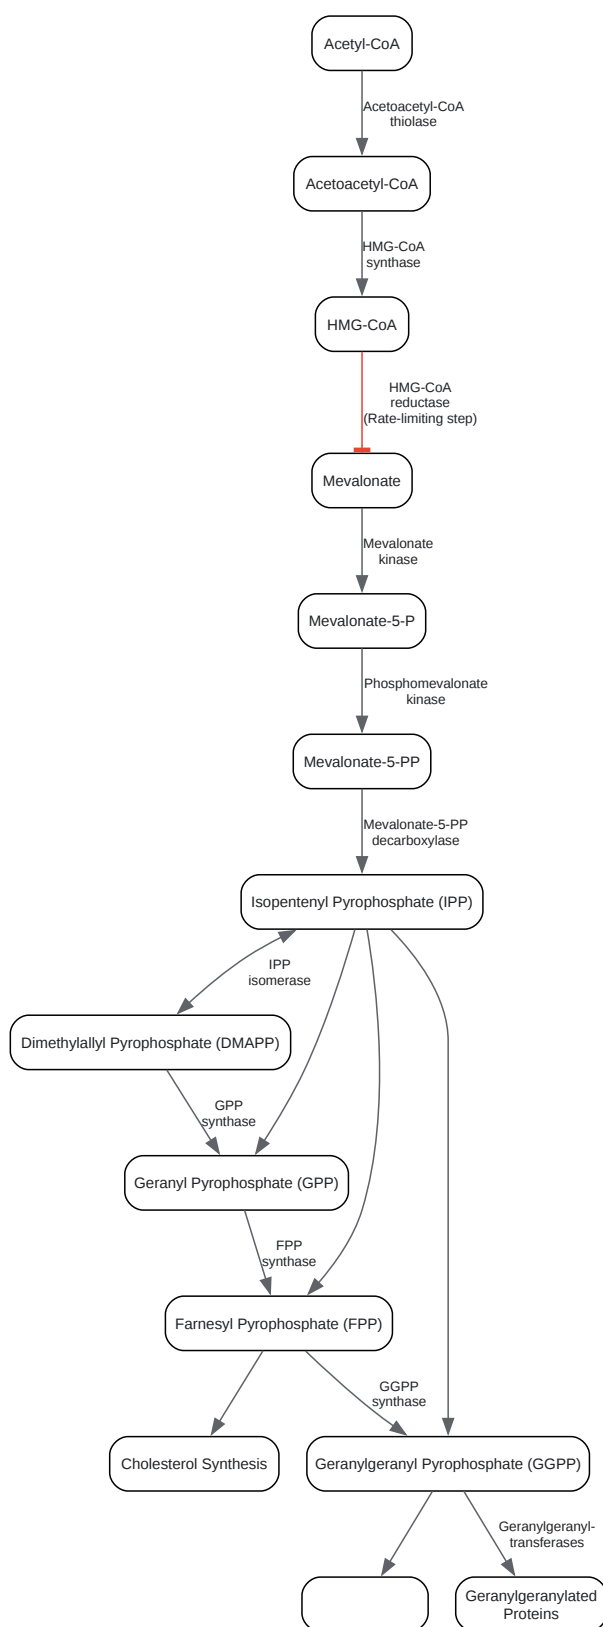 Acetyl-CoA
Acetoacetyl-CoA
thiolase
Acetoacetyl-CoA
HMG-CoA
synthase
HMG-CoA
HMG-CoA
reductase
(Rate-limiting step)
Mevalonate
Mevalonate
kinase
Mevalonate-5-P
Phosphomevalonate
kinase
Mevalonate-5-PP
Mevalonate-5-PP
decarboxylase
Isopentenyl Pyrophosphate (IPP)
IPP
isomerase
Dimethylallyl Pyrophosphate (DMAPP)
GPP
synthase
Geranyl Pyrophosphate (GPP)
FPP
synthase
Farnesyl Pyrophosphate (FPP)
GGPP
synthase
Cholesterol Synthesis
Geranylgeranyl Pyrophosphate (GGPP)
Geranylgeranyl-
transferases
Geranylgeranylated
Proteins